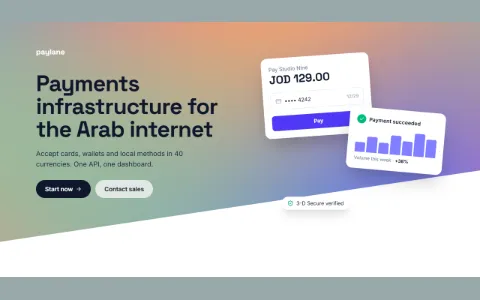 paylane
Payments
infrastructure for
the Arab internet
Accept cards, wallets and local methods in 40
currencies. One API, one dashboard.
Start now →
Contact sales
Pay Studio Noor
JOD 129.00
•••• 4242
Pay
Payment succeeded
Volume this week +38%
3-D Secure verified